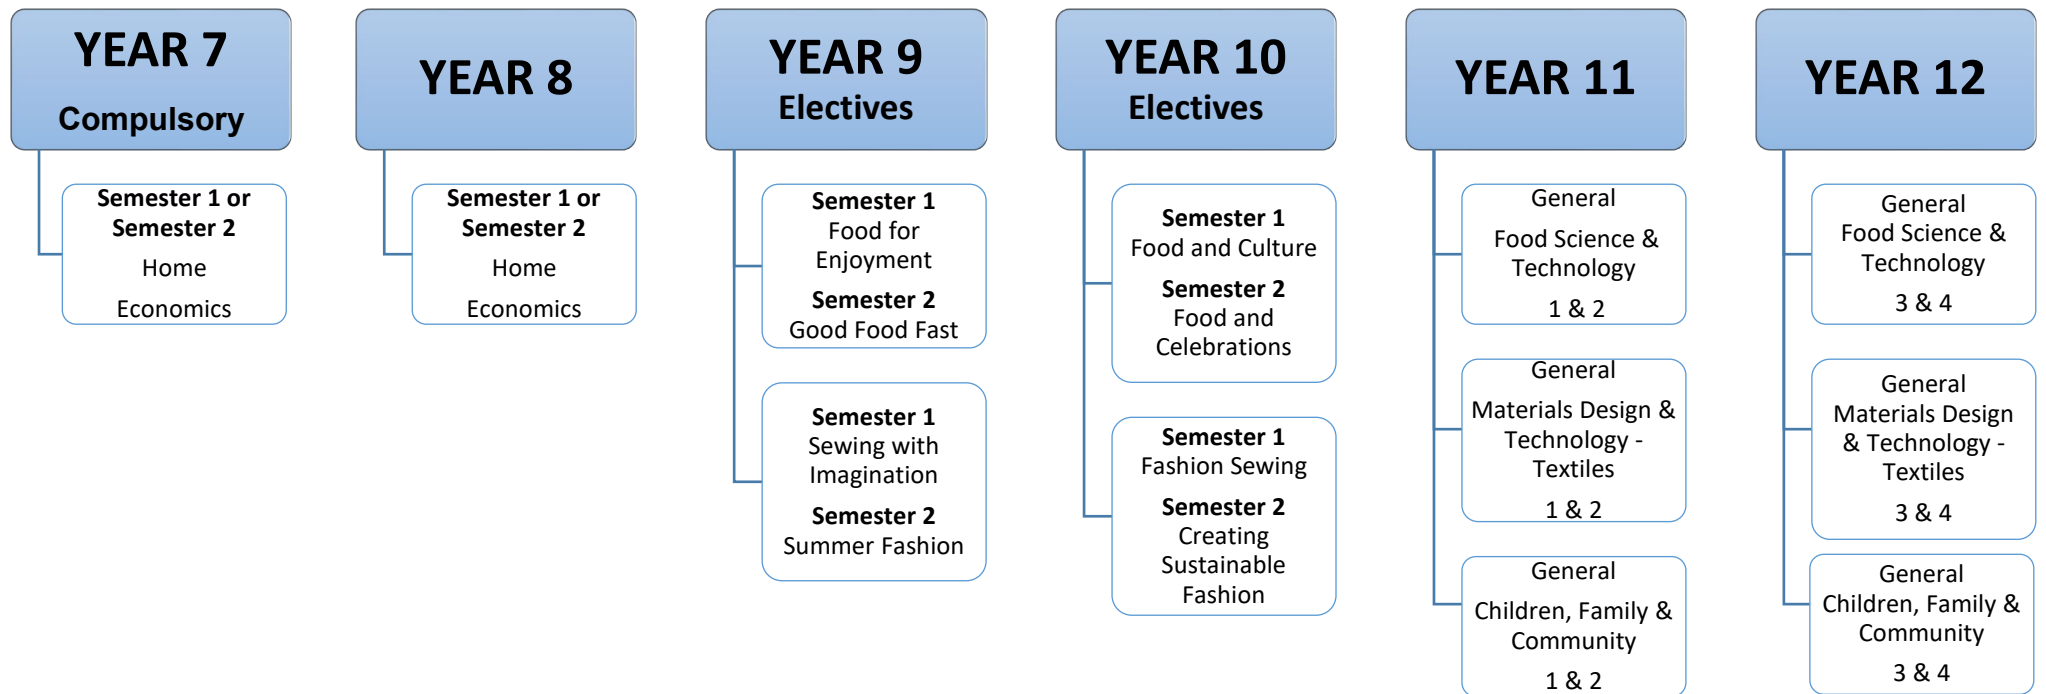 YEAR 7
Compulsory
Semester 1 or
Semester 2
Home
Economics
YEAR 8
Semester 1 or
Semester 2
Home
Economics
YEAR 9
Electives
Semester 1
Food for
Enjoyment
Semester 2
Good Food Fast
Semester 1
Sewing with
Imagination
Semester 2
Summer Fashion
YEAR 10
Electives
Semester 1
Food and Culture
Semester 2
Food and
Celebrations
Semester 1
Fashion Sewing
Semester 2
Creating
Sustainable
Fashion
YEAR 11
General
Food Science &
Technology
1 & 2
General
Materials Design &
Technology -
Textiles
1 & 2
General
Children, Family &
Community
1 & 2
YEAR 12
General
Food Science &
Technology
3 & 4
General
Materials Design
& Technology -
Textiles
3 & 4
General
Children, Family &
Community
3 & 4